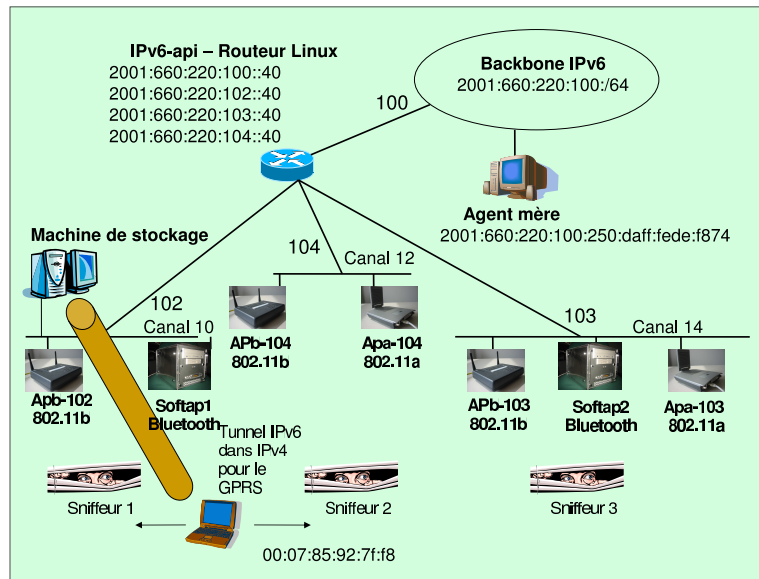 IPv6-api – Routeur Linux
2001:660:220:100::40
2001:660:220:102::40
2001:660:220:103::40
2001:660:220:104::40
Backbone IPv6
2001:660:220:100:/64
100
Agent mère
2001:660:220:100:250:daff:fede:f874
Machine de stockage
104
Canal 12
102
Canal 10
103
Canal 14
APb-104
802.11b
Apa-104
802.11a
Apb-102
802.11b
Softap1
Bluetooth
APb-103
802.11b
Softap2
Bluetooth
Apa-103
802.11a
Tunnel IPv6
dans IPv4
pour le
GPRS
Sniffeur 1
Sniffeur 2
Sniffeur 3
00:07:85:92:7f:f8